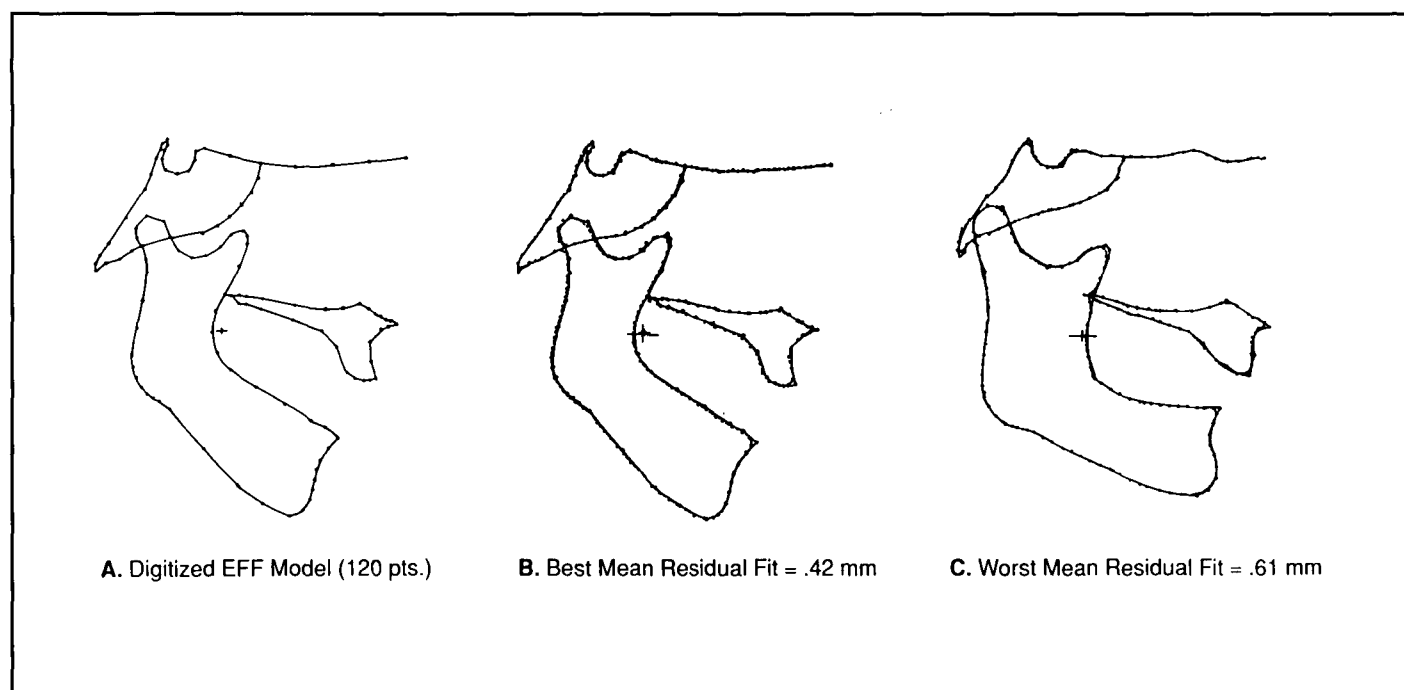 A. Digitized EFF Model (120 pts.)
B. Best Mean Residual Fit = .42 mm
C. Worst Mean Residual Fit = .61 mm